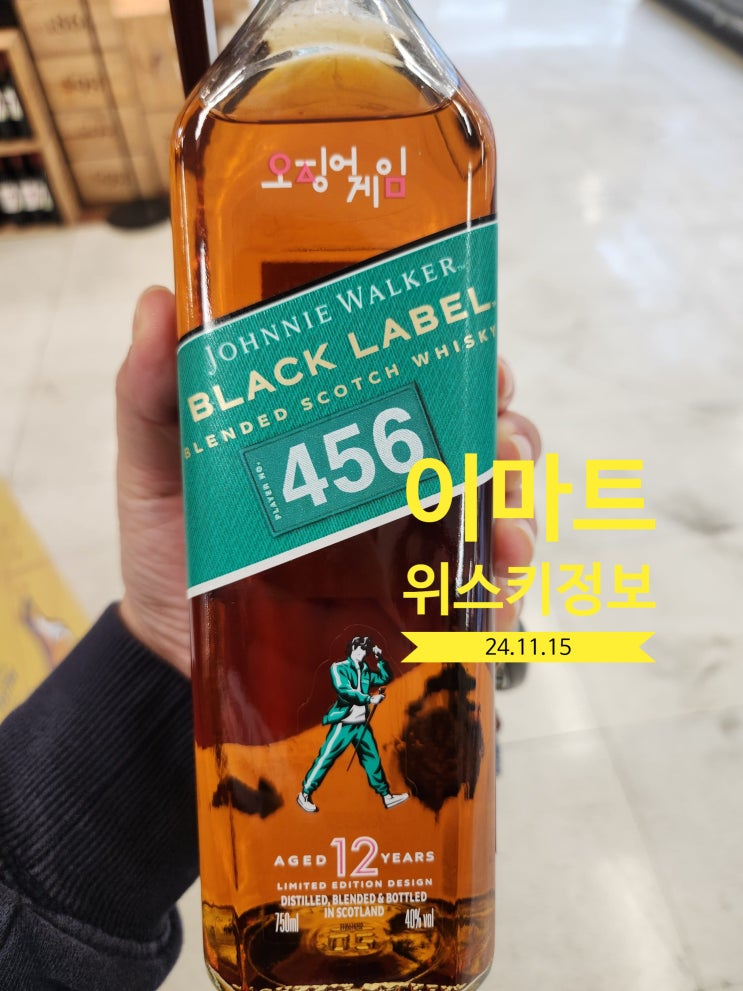 오징어게임
JOHNNIE WALKER
BLACK LABEL
BLENDED SCOTCH WHISKY
PLAYER NO.
456
이마트
위스키정보
24.11.15
AGED 12 YEARS
LIMITED EDITION DESIGN
DISTILLED, BLENDED & BOTTLED
IN SCOTLAND
750ml
40% vol